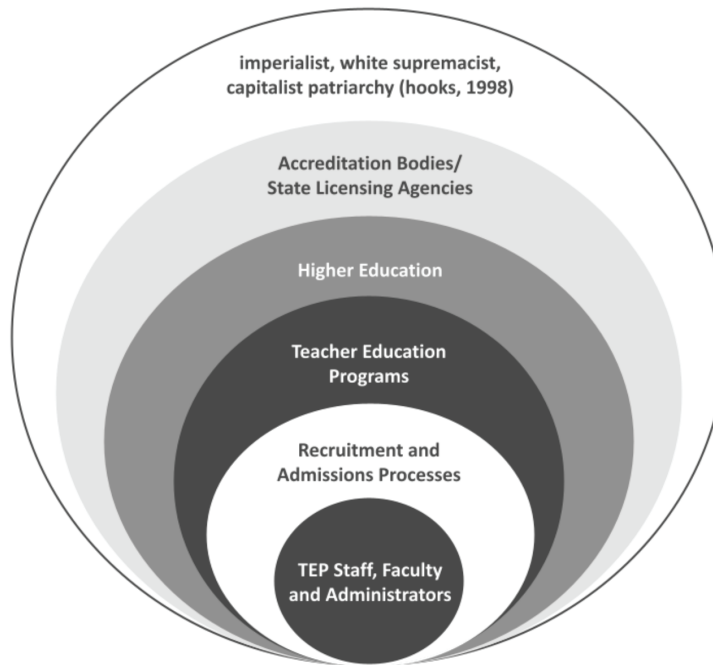 imperialist, white supremacist,
capitalist patriarchy (hooks, 1998)
Accreditation Bodies/
State Licensing Agencies
Higher Education
Teacher Education
Programs
Recruitment and
Admissions Processes
TEP Staff, Faculty
and Administrators